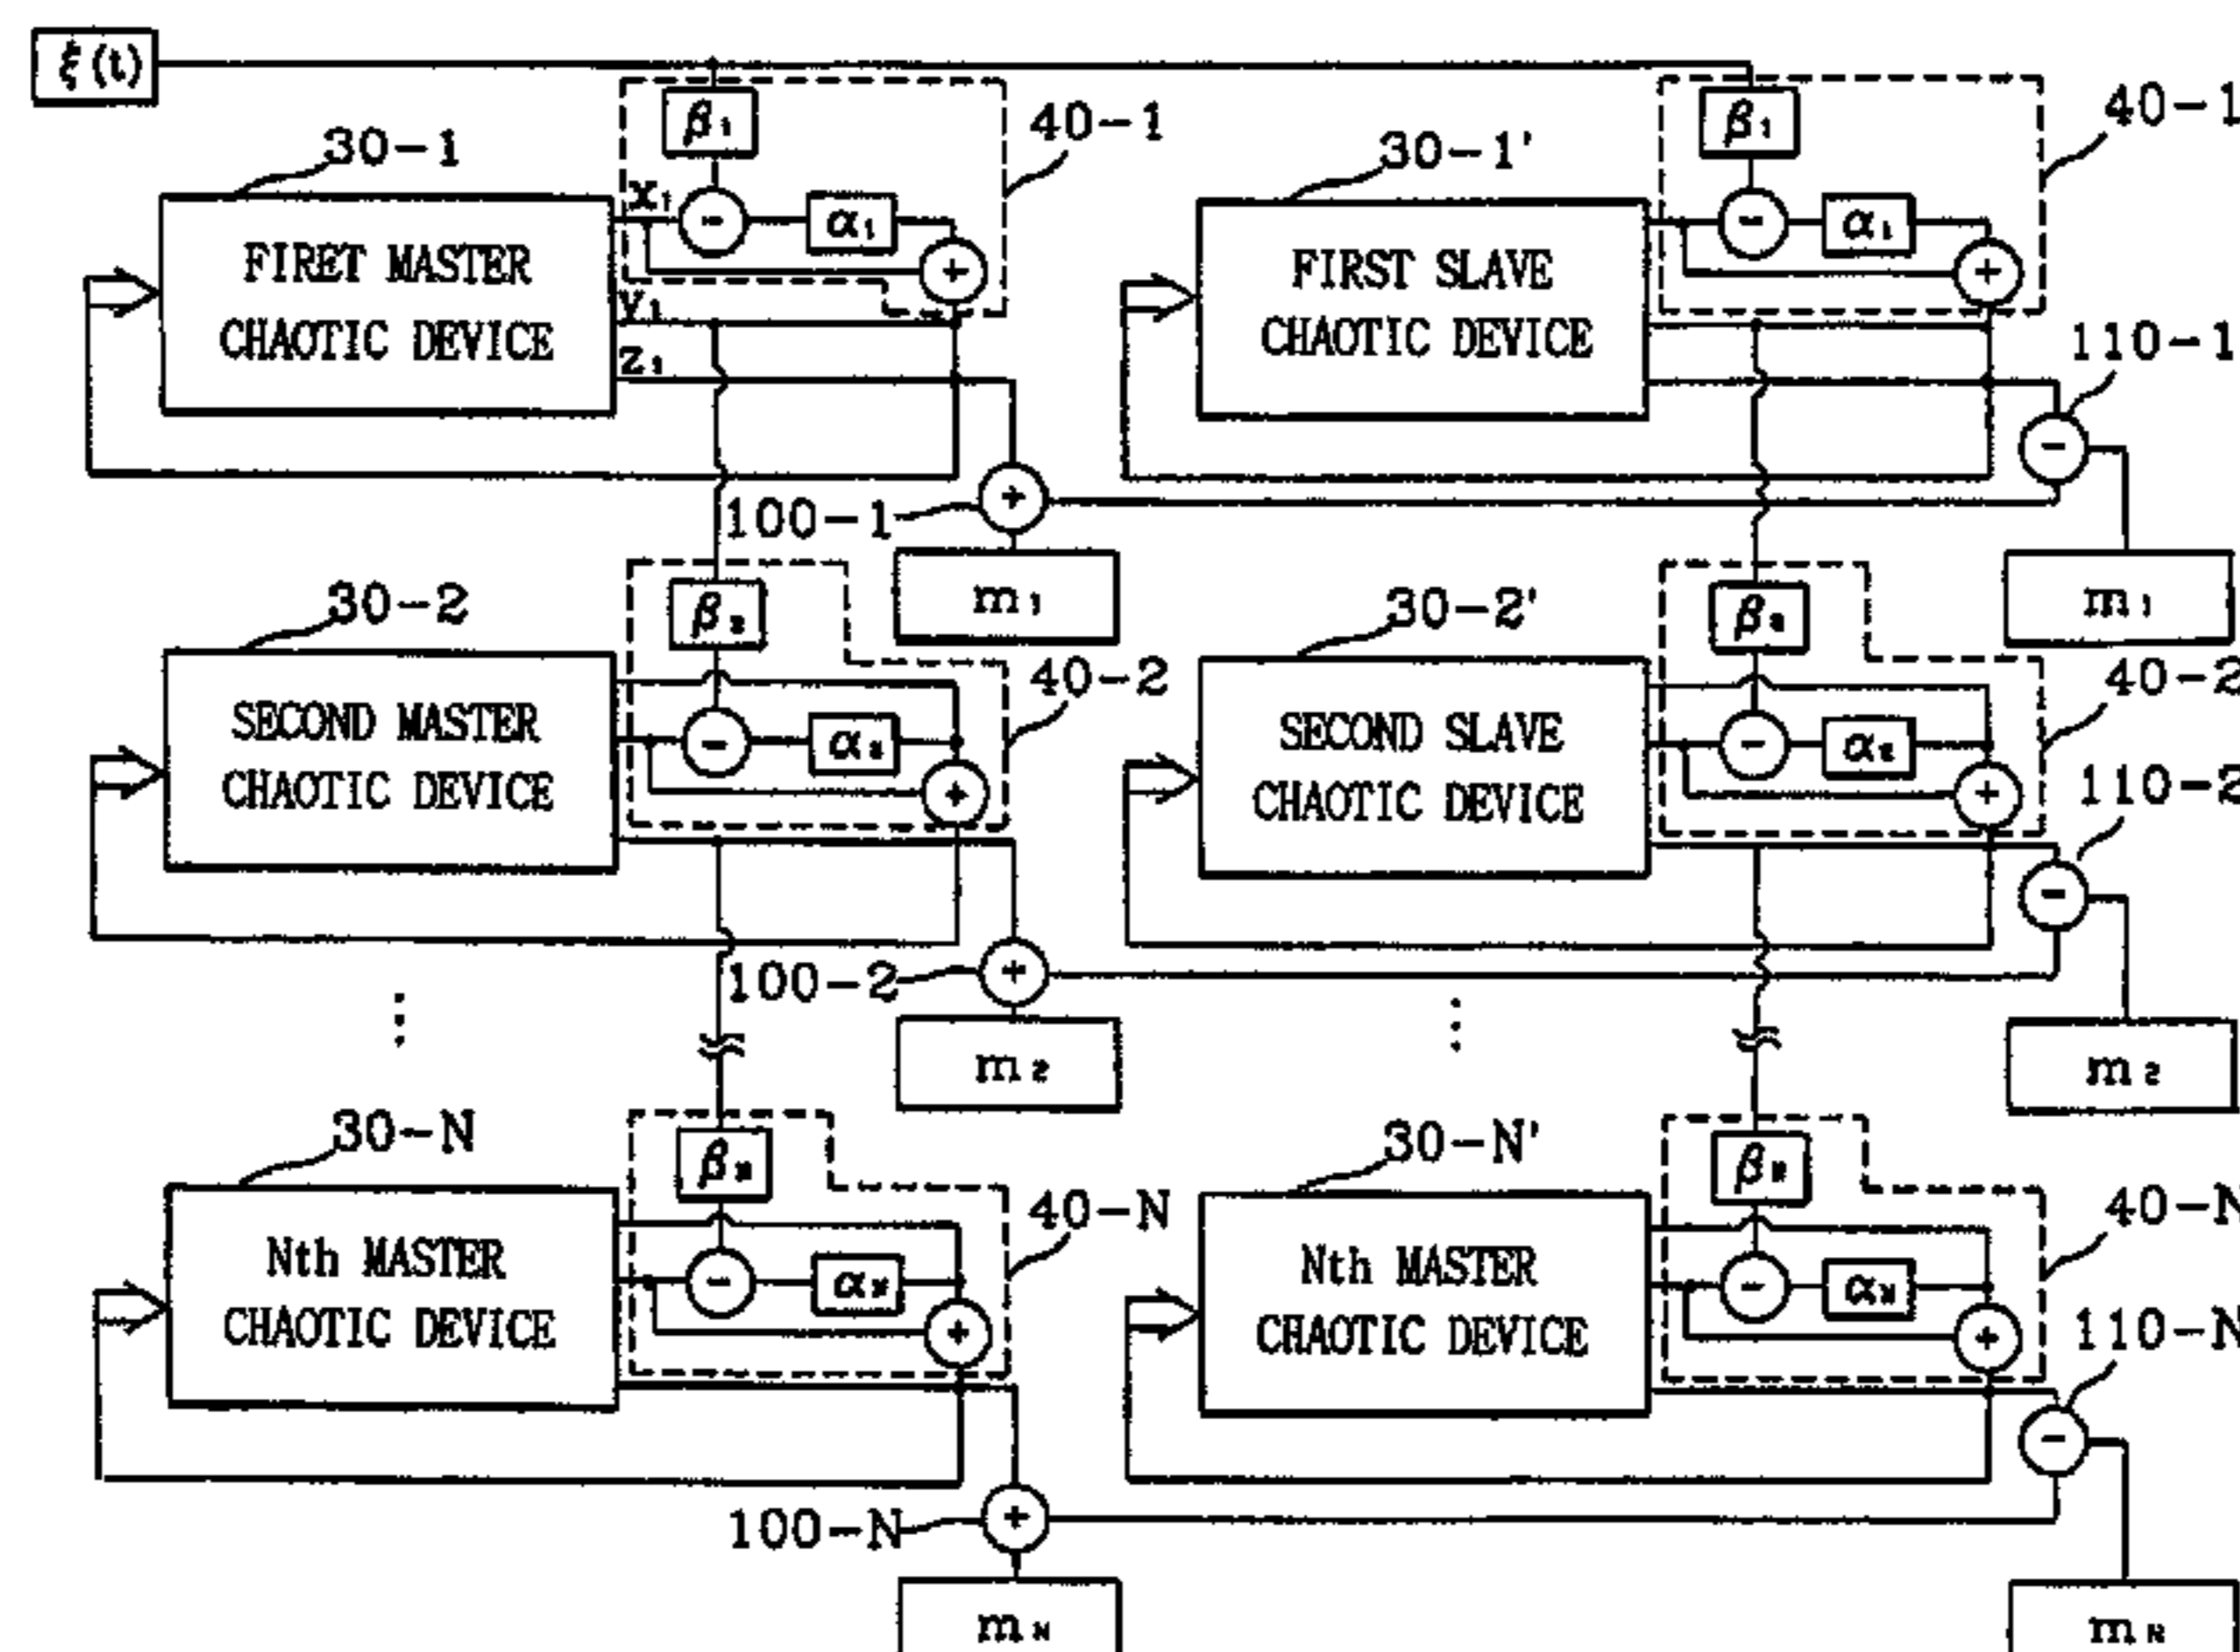 ξ(t)
β₁
40-1
β₁
40-1
30-1
30-1'
x₁
-
α₁
-
α₁
FIRET MASTER
CHAOTIC DEVICE
+
FIRST SLAVE
CHAOTIC DEVICE
+
y₁
z₁
110-1
-
100-1
+
m₁
m₁
30-2
β₂
30-2'
β₂
40-2
40-2
SECOND MASTER
CHAOTIC DEVICE
-
α₂
+
SECOND SLAVE
CHAOTIC DEVICE
-
α₂
+
110-2
-
100-2
+
⋮
⋮
m₂
m₂
30-N
βN
30-N'
βN
40-N
40-N
Nth MASTER
CHAOTIC DEVICE
-
αN
+
Nth MASTER
CHAOTIC DEVICE
-
αN
+
110-N
-
100-N
+
mN
mN